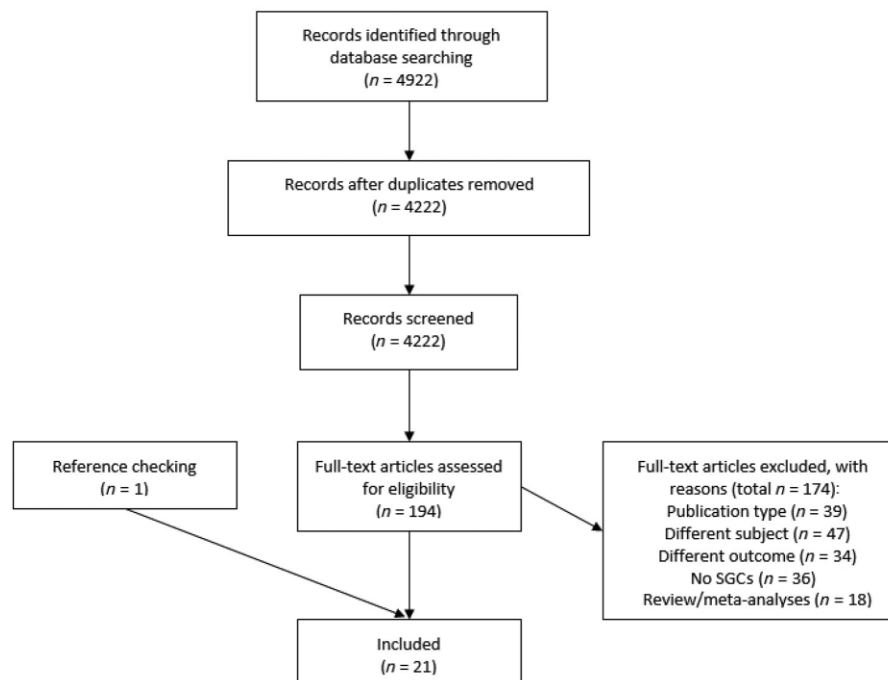 Records identified through
database searching
(n = 4922)
Records after duplicates removed
(n = 4222)
Records screened
(n = 4222)
Reference checking
(n = 1)
Full-text articles assessed
for eligibility
(n = 194)
Full-text articles excluded, with
reasons (total n = 174):
Publication type (n = 39)
Different subject (n = 47)
Different outcome (n = 34)
No SGCs (n = 36)
Review/meta-analyses (n = 18)
Included
(n = 21)